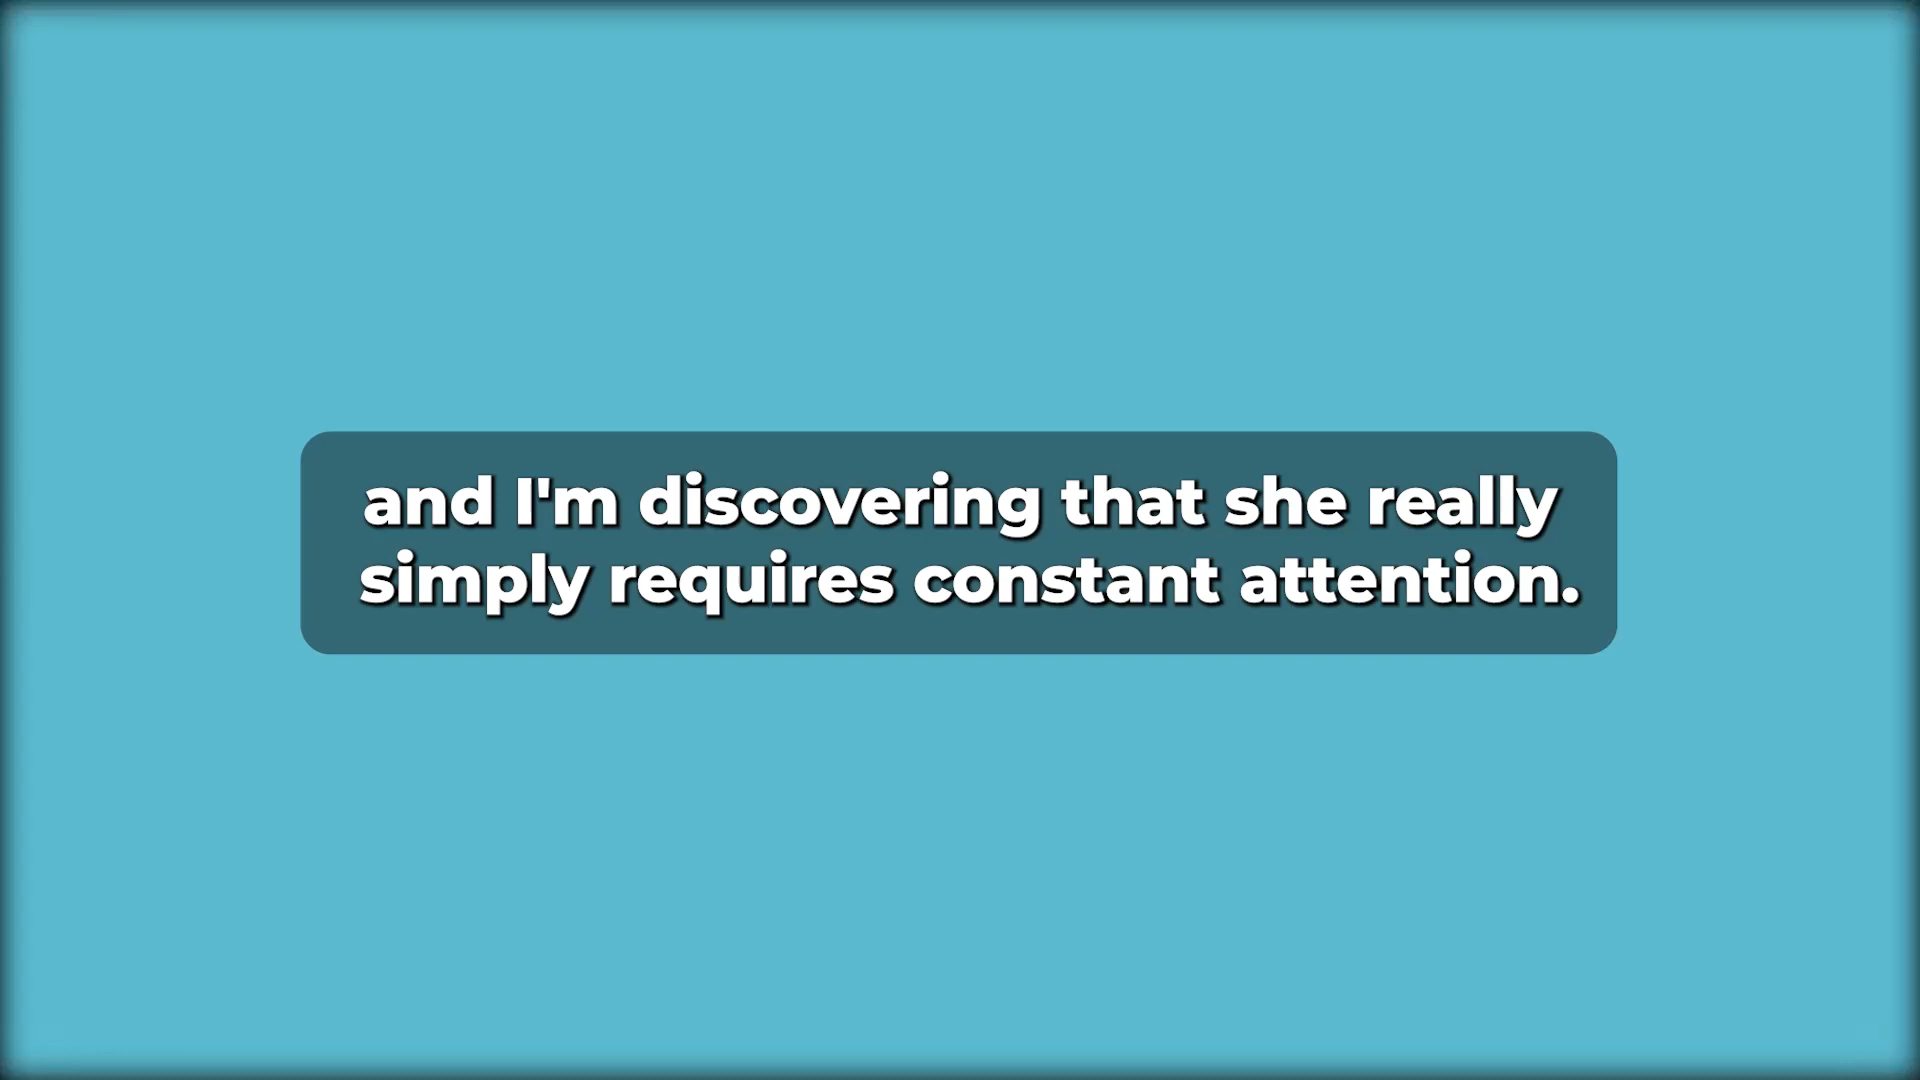 and I'm discovering that she really
simply requires constant attention.